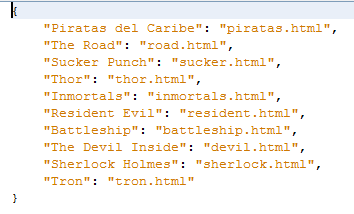 {
"Piratas del Caribe": "piratas.html",
"The Road": "road.html",
"Sucker Punch": "sucker.html",
"Thor": "thor.html",
"Inmortals": "inmortals.html",
"Resident Evil": "resident.html",
"Battleship": "battleship.html",
"The Devil Inside": "devil.html",
"Sherlock Holmes": "sherlock.html",
"Tron": "tron.html"
}